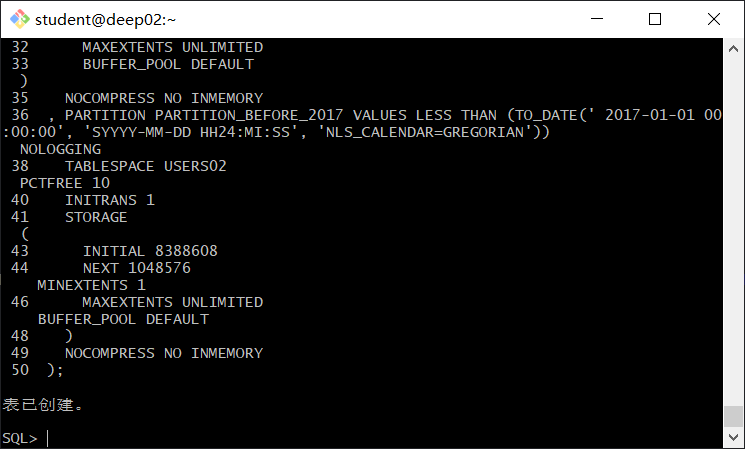 student@deep02:~
32      MAXEXTENTS UNLIMITED
33      BUFFER_POOL DEFAULT
)
35    NOCOMPRESS NO INMEMORY
36  , PARTITION PARTITION_BEFORE_2017 VALUES LESS THAN (TO_DATE(' 2017-01-01 00
:00:00', 'SYYYY-MM-DD HH24:MI:SS', 'NLS_CALENDAR=GREGORIAN'))
NOLOGGING
38    TABLESPACE USERS02
PCTFREE 10
40    INITRANS 1
41    STORAGE
(
43      INITIAL 8388608
44      NEXT 1048576
MINEXTENTS 1
46      MAXEXTENTS UNLIMITED
BUFFER_POOL DEFAULT
48    )
49    NOCOMPRESS NO INMEMORY
50  );
表已创建。
SQL>